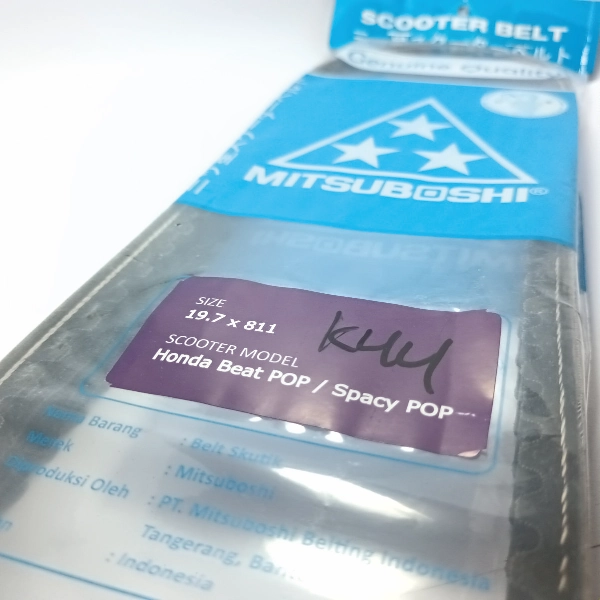 SCOOTER BELT
Genuine Quality
MITSUBOSHI®
SIZE
19.7 x 811
K44
SCOOTER MODEL
Honda Beat POP / Spacy POP
Nama Barang : Belt Skutik
Merek : Mitsuboshi
Diproduksi Oleh : PT. Mitsuboshi Belting Indonesia
Tangerang,
: Indonesia